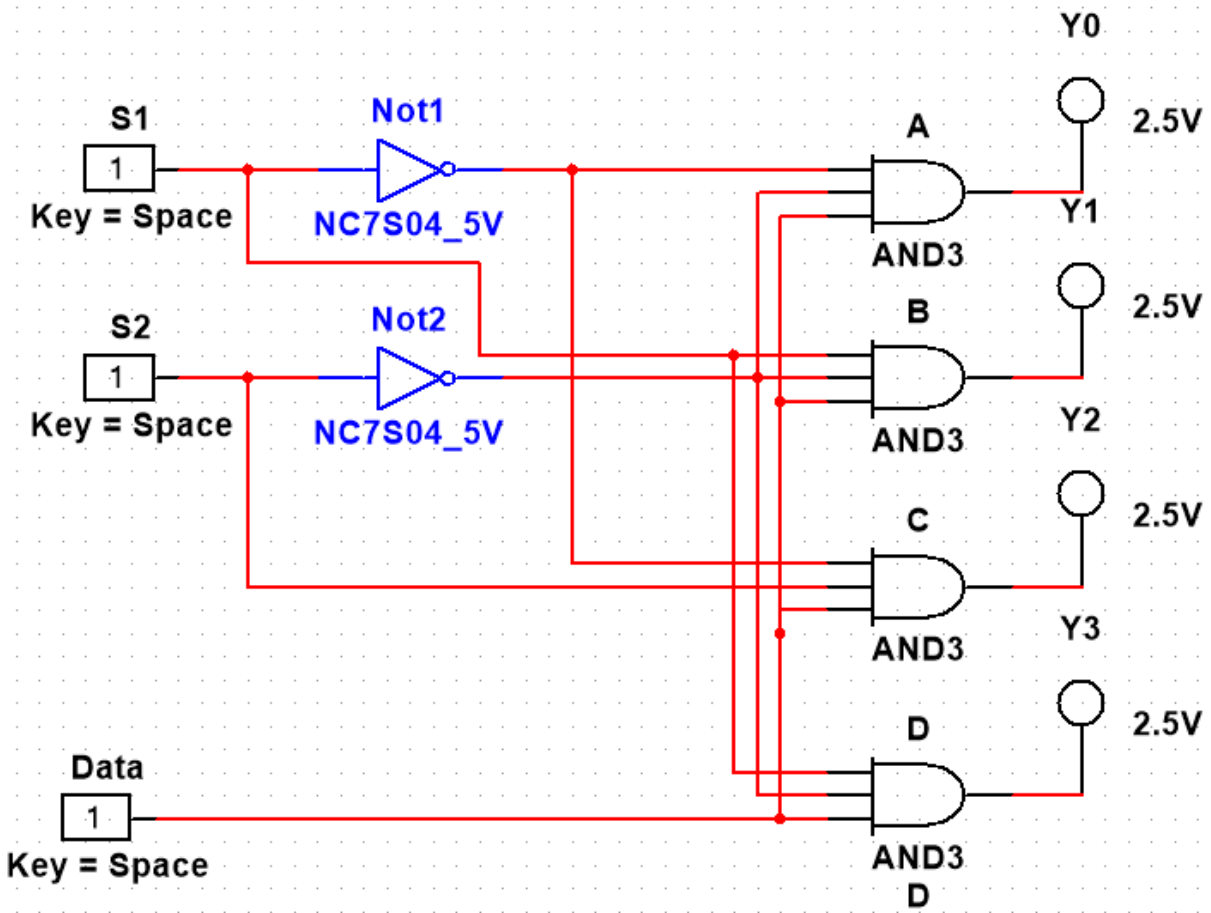 Y0
S1
Not1
A
2.5V
1
Key = Space
NC7S04_5V
Y1
AND3
S2
Not2
B
2.5V
1
Key = Space
NC7S04_5V
Y2
AND3
C
2.5V
Y3
AND3
D
2.5V
Data
1
Key = Space
AND3
D